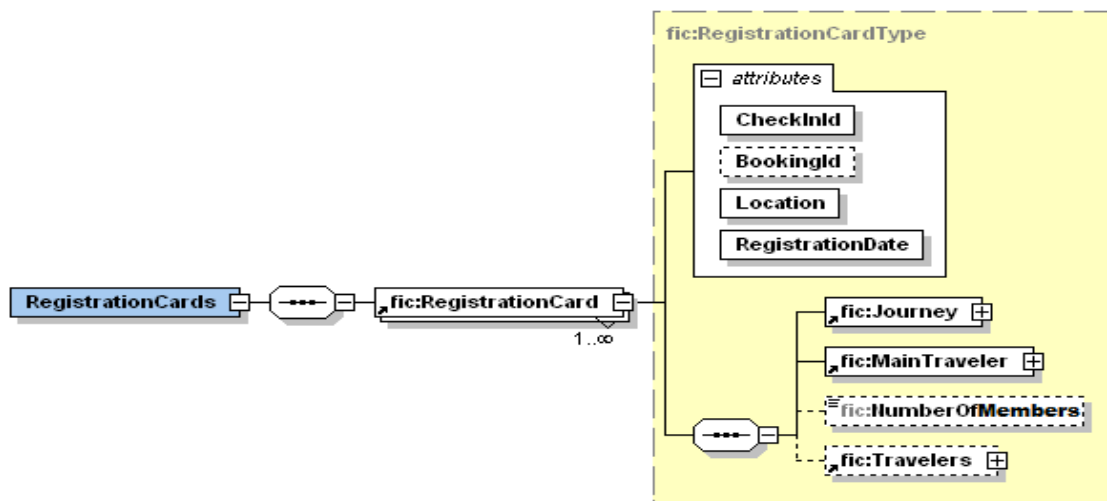 fic:RegistrationCardType
attributes
CheckInId
BookingId
Location
RegistrationDate
RegistrationCards
fic:RegistrationCard
1..∞
fic:Journey
fic:MainTraveler
fic:NumberOfMembers
fic:Travelers